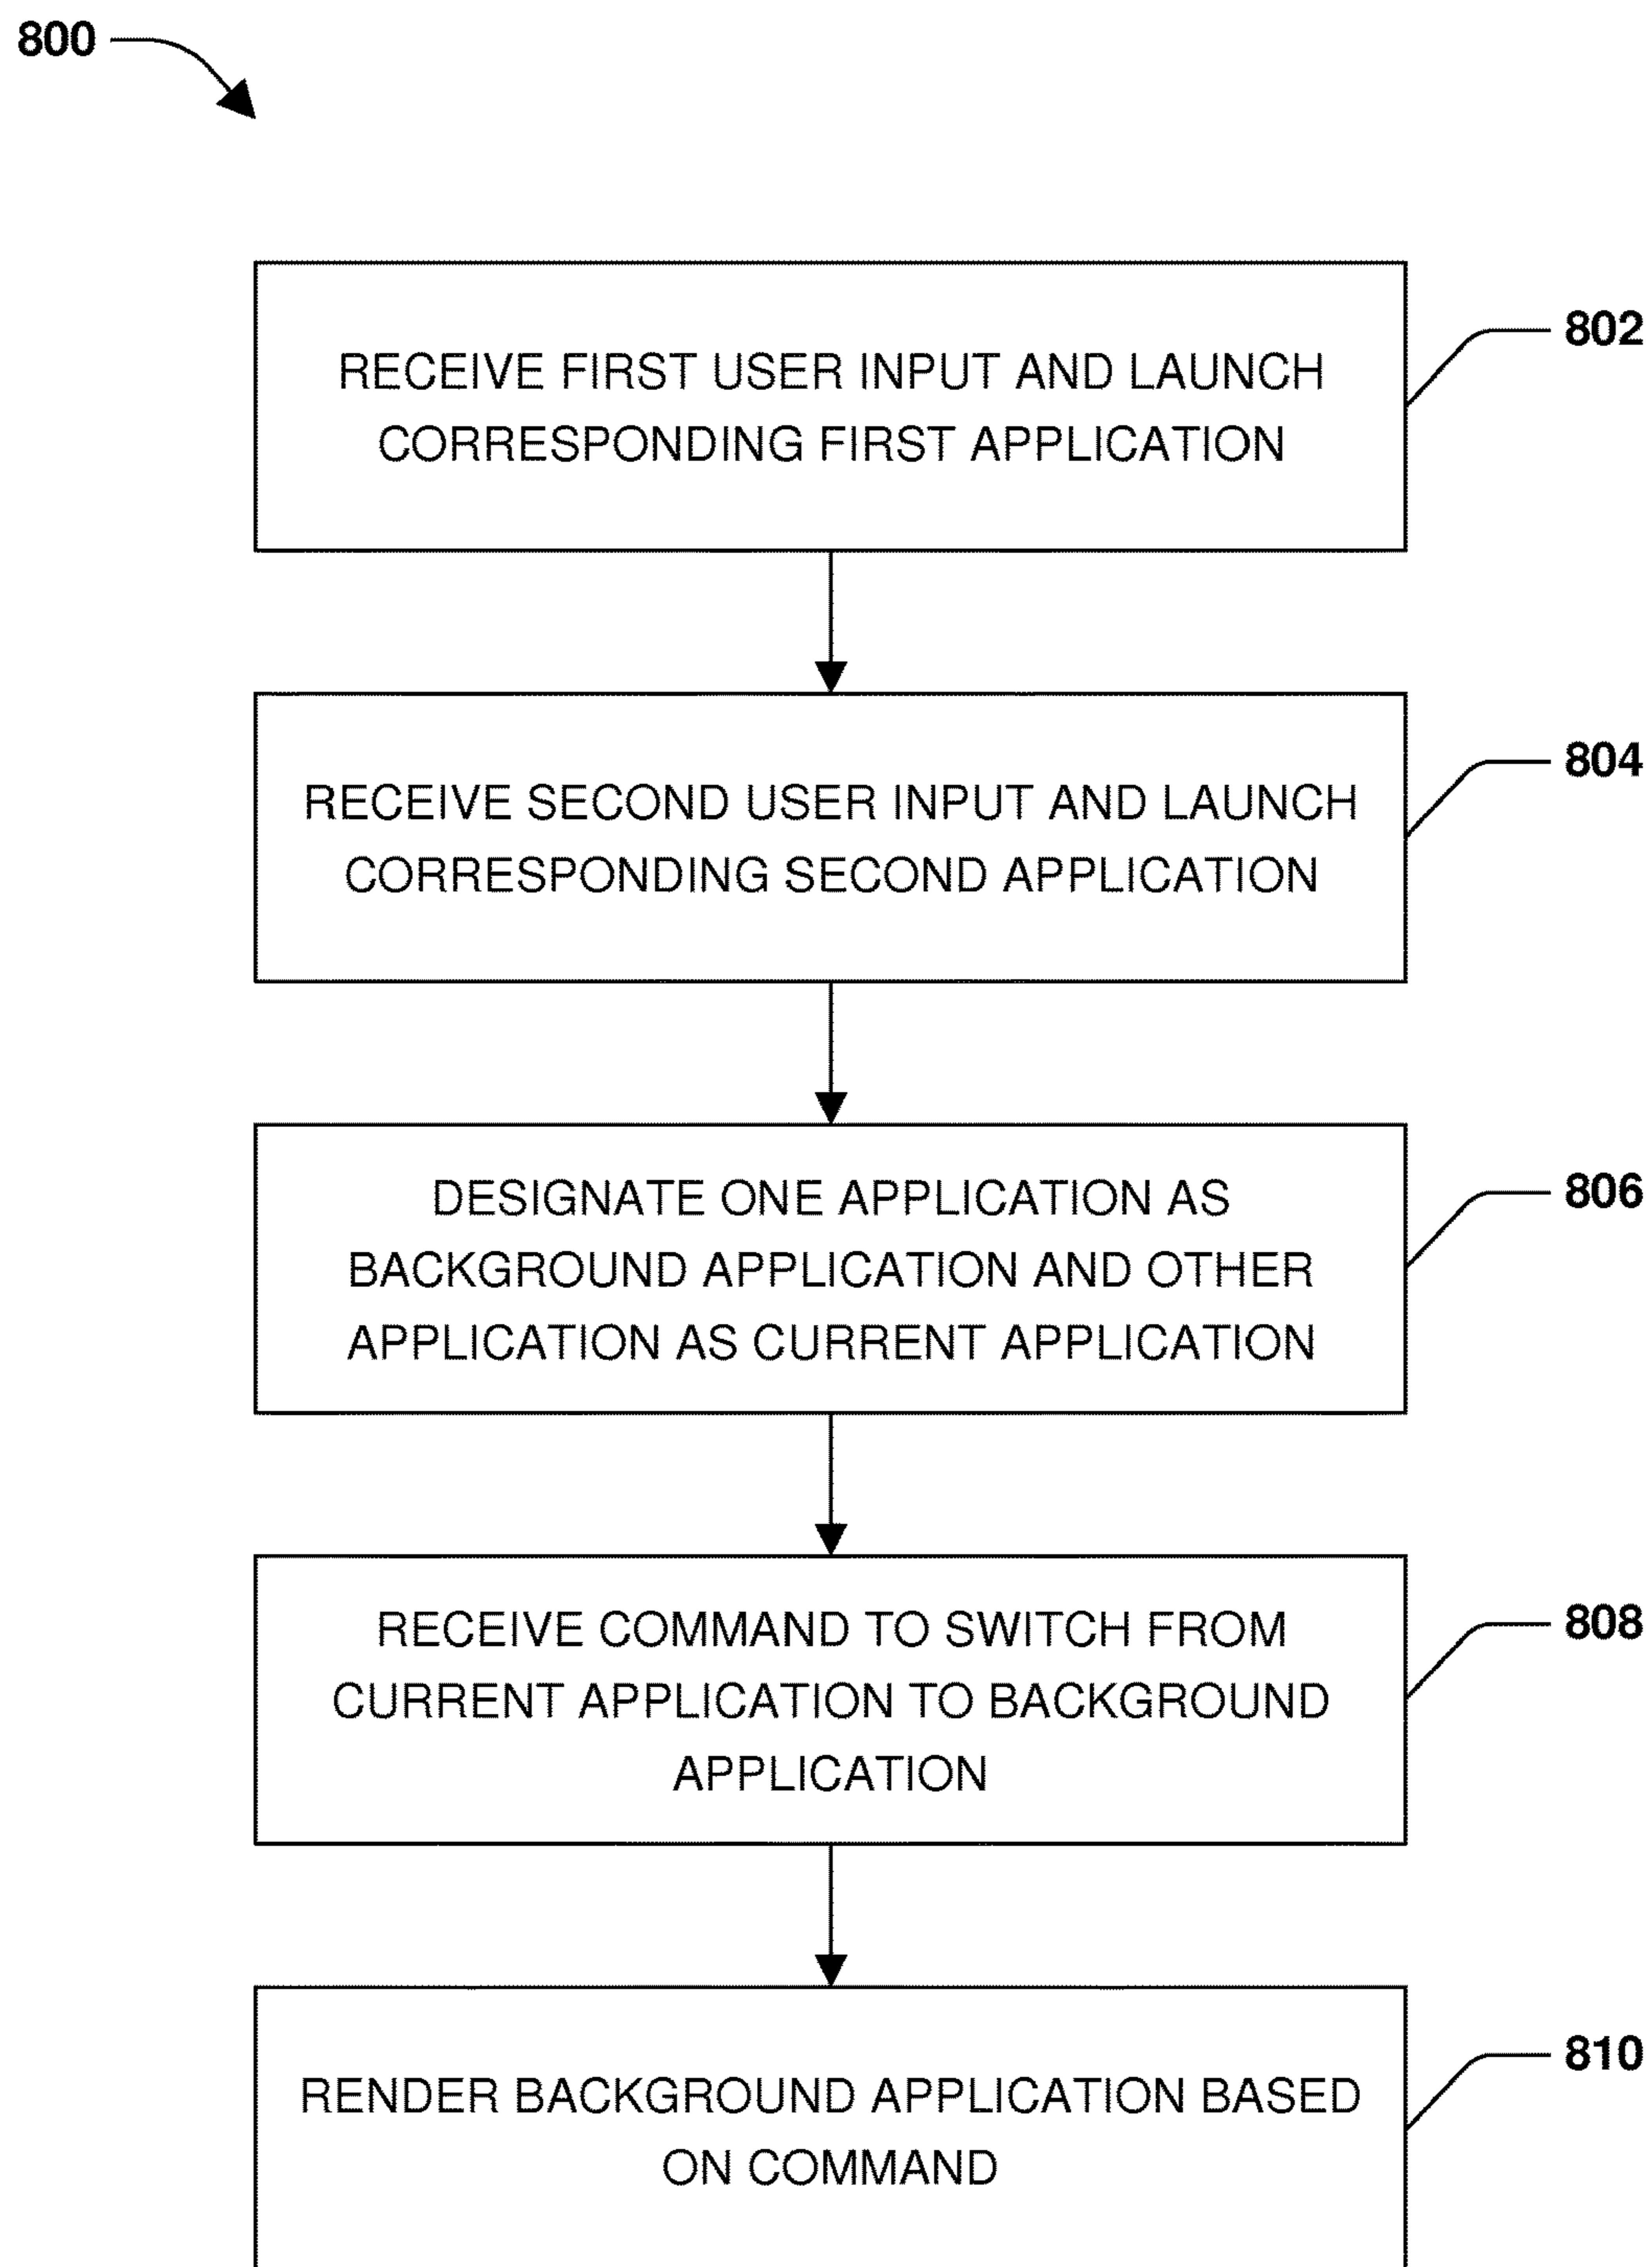 800
802
RECEIVE FIRST USER INPUT AND LAUNCH
CORRESPONDING FIRST APPLICATION
804
RECEIVE SECOND USER INPUT AND LAUNCH
CORRESPONDING SECOND APPLICATION
806
DESIGNATE ONE APPLICATION AS
BACKGROUND APPLICATION AND OTHER
APPLICATION AS CURRENT APPLICATION
808
RECEIVE COMMAND TO SWITCH FROM
CURRENT APPLICATION TO BACKGROUND
APPLICATION
810
RENDER BACKGROUND APPLICATION BASED
ON COMMAND